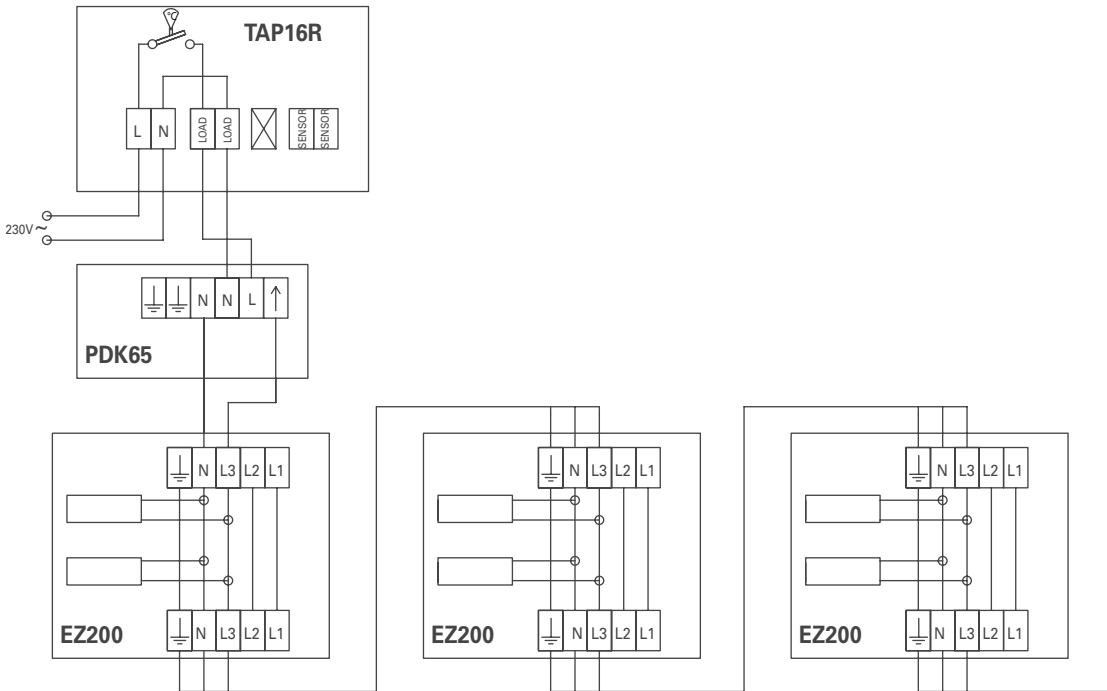 °C
TAP16R
L N LOAD LOAD SENSOR SENSOR
230V~
N N L
PDK65
N L3 L2 L1
N L3 L2 L1
N L3 L2 L1
EZ200 N L3 L2 L1
EZ200 N L3 L2 L1
EZ200 N L3 L2 L1